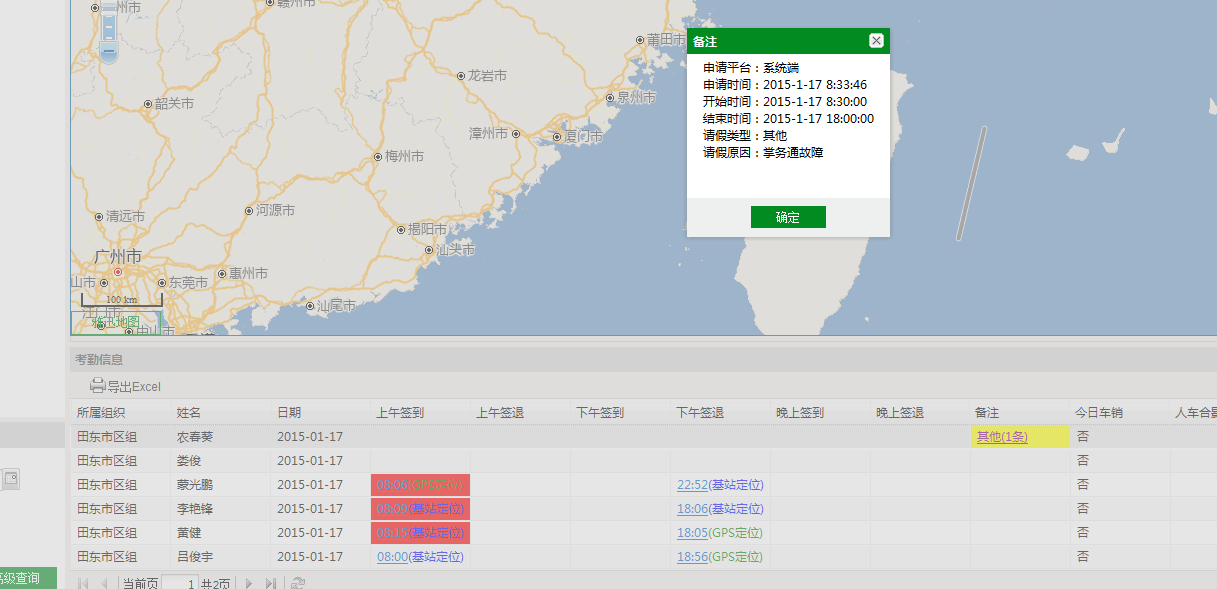 赣州市
州市
莆田市
龙岩市
泉州市
韶关市
漳州市
厦门市
梅州市
清远市
河源市
揭阳市
汕头市
广州市
惠州市
山市
东莞市
100 km
汕尾市
江门市
中山市
备注
申请平台：系统端
申请时间：2015-1-17 8:33:46
开始时间：2015-1-17 8:30:00
结束时间：2015-1-17 18:00:00
请假类型：其他
请假原因：掌务通故障
确定
考勤信息
导出Excel
所属组织 姓名 日期 上午签到 上午签退 下午签到 下午签退 晚上签到 晚上签退 备注 今日车销 人车合
田东市区组 农春葵 2015-01-17 其他(1条) 否
田东市区组 娄俊 2015-01-17 否
田东市区组 蒙光鹏 2015-01-17 08:06(GPS定位) 22:52(基站定位) 否
田东市区组 李艳锋 2015-01-17 08:09(基站定位) 18:06(基站定位) 否
田东市区组 黄健 2015-01-17 08:15(基站定位) 18:05(GPS定位) 否
田东市区组 吕俊宇 2015-01-17 08:00(基站定位) 18:56(GPS定位) 否
高级查询
当前页 1 共2页